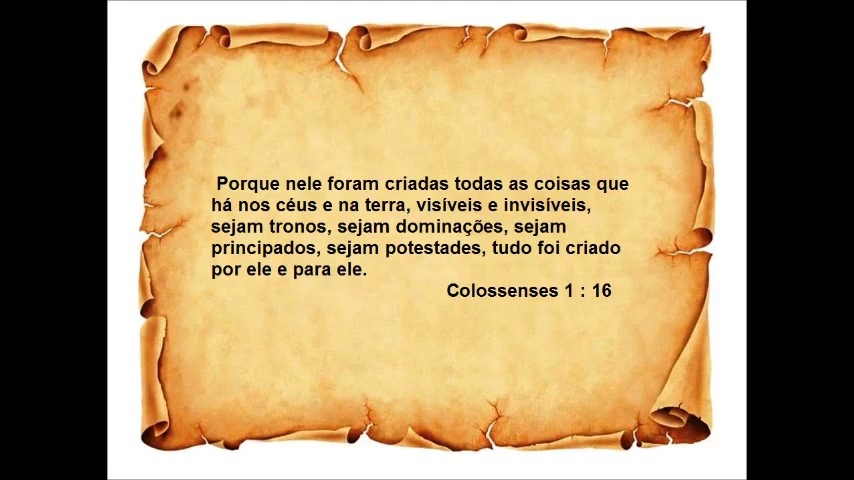 Porque nele foram criadas todas as coisas que
há nos céus e na terra, visíveis e invisíveis,
sejam tronos, sejam dominações, sejam
principados, sejam potestades, tudo foi criado
por ele e para ele.
Colossenses 1 : 16